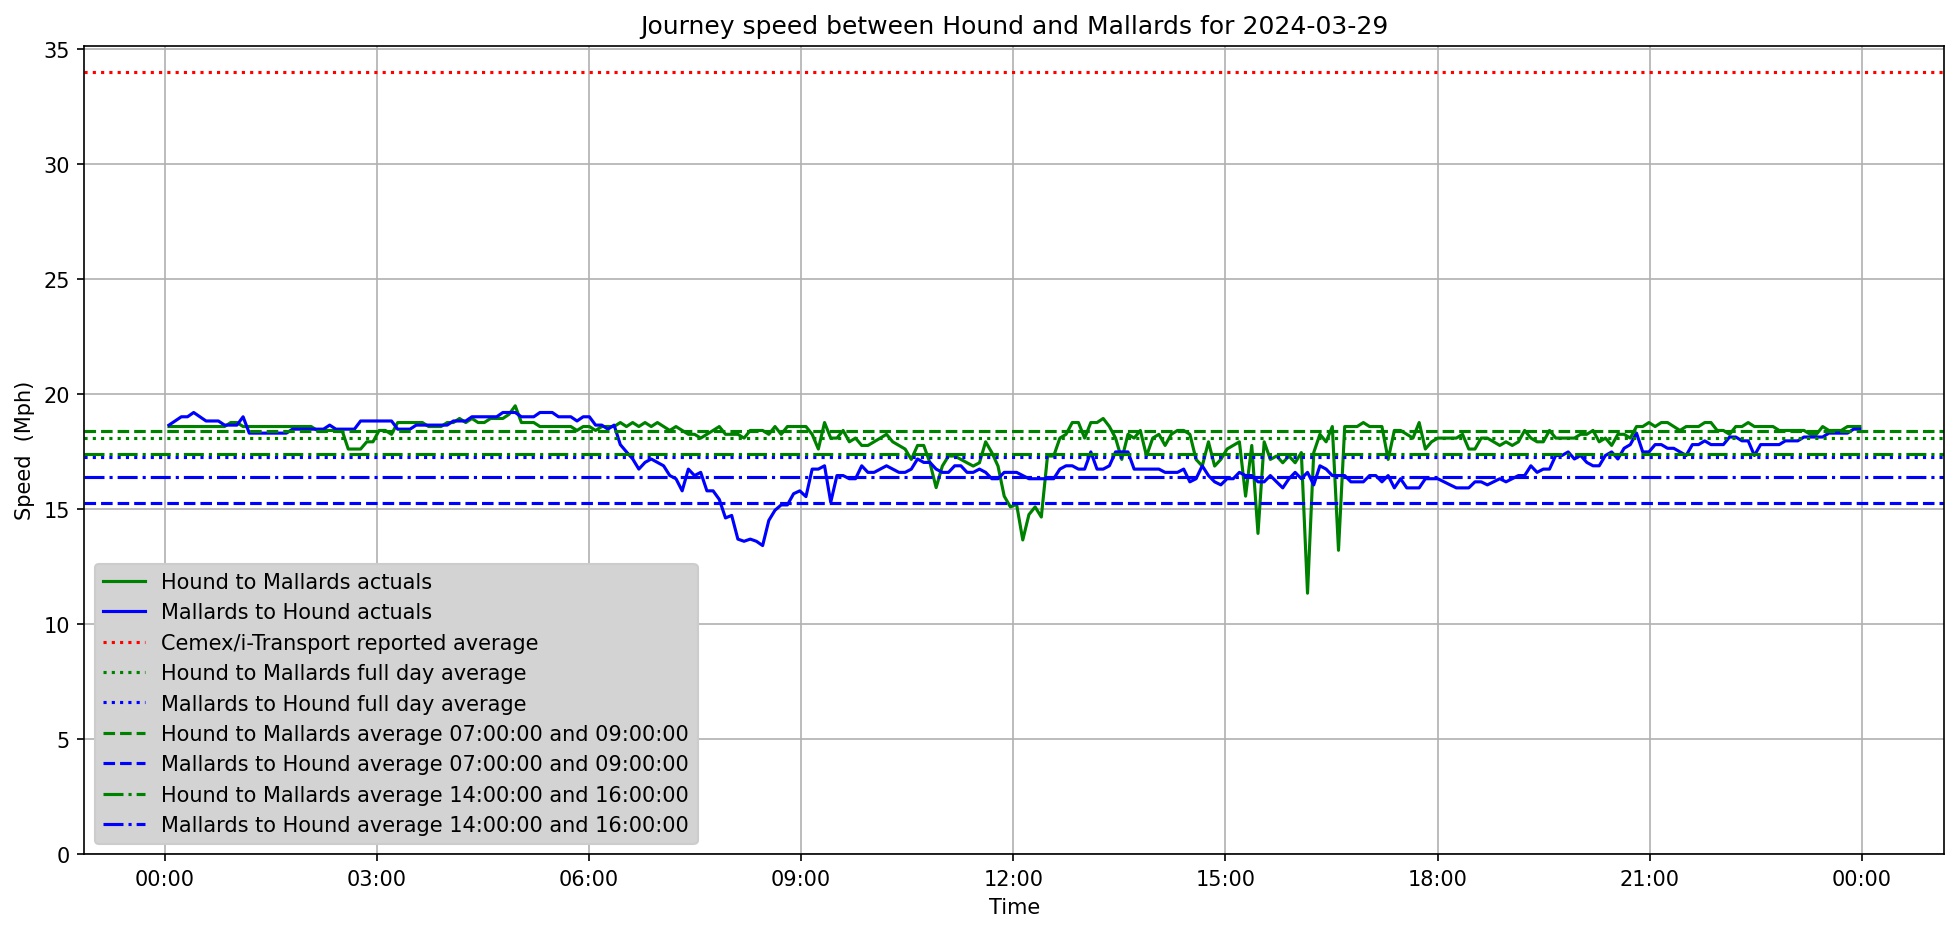 Journey speed between Hound and Mallards for 2024-03-29
35
30
25
20
15
10
5
0
Speed (Mph)
Hound to Mallards actuals
Mallards to Hound actuals
Cemex/i-Transport reported average
Hound to Mallards full day average
Mallards to Hound full day average
Hound to Mallards average 07:00:00 and 09:00:00
Mallards to Hound average 07:00:00 and 09:00:00
Hound to Mallards average 14:00:00 and 16:00:00
Mallards to Hound average 14:00:00 and 16:00:00
00:00 03:00 06:00 09:00 12:00 15:00 18:00 21:00 00:00
Time